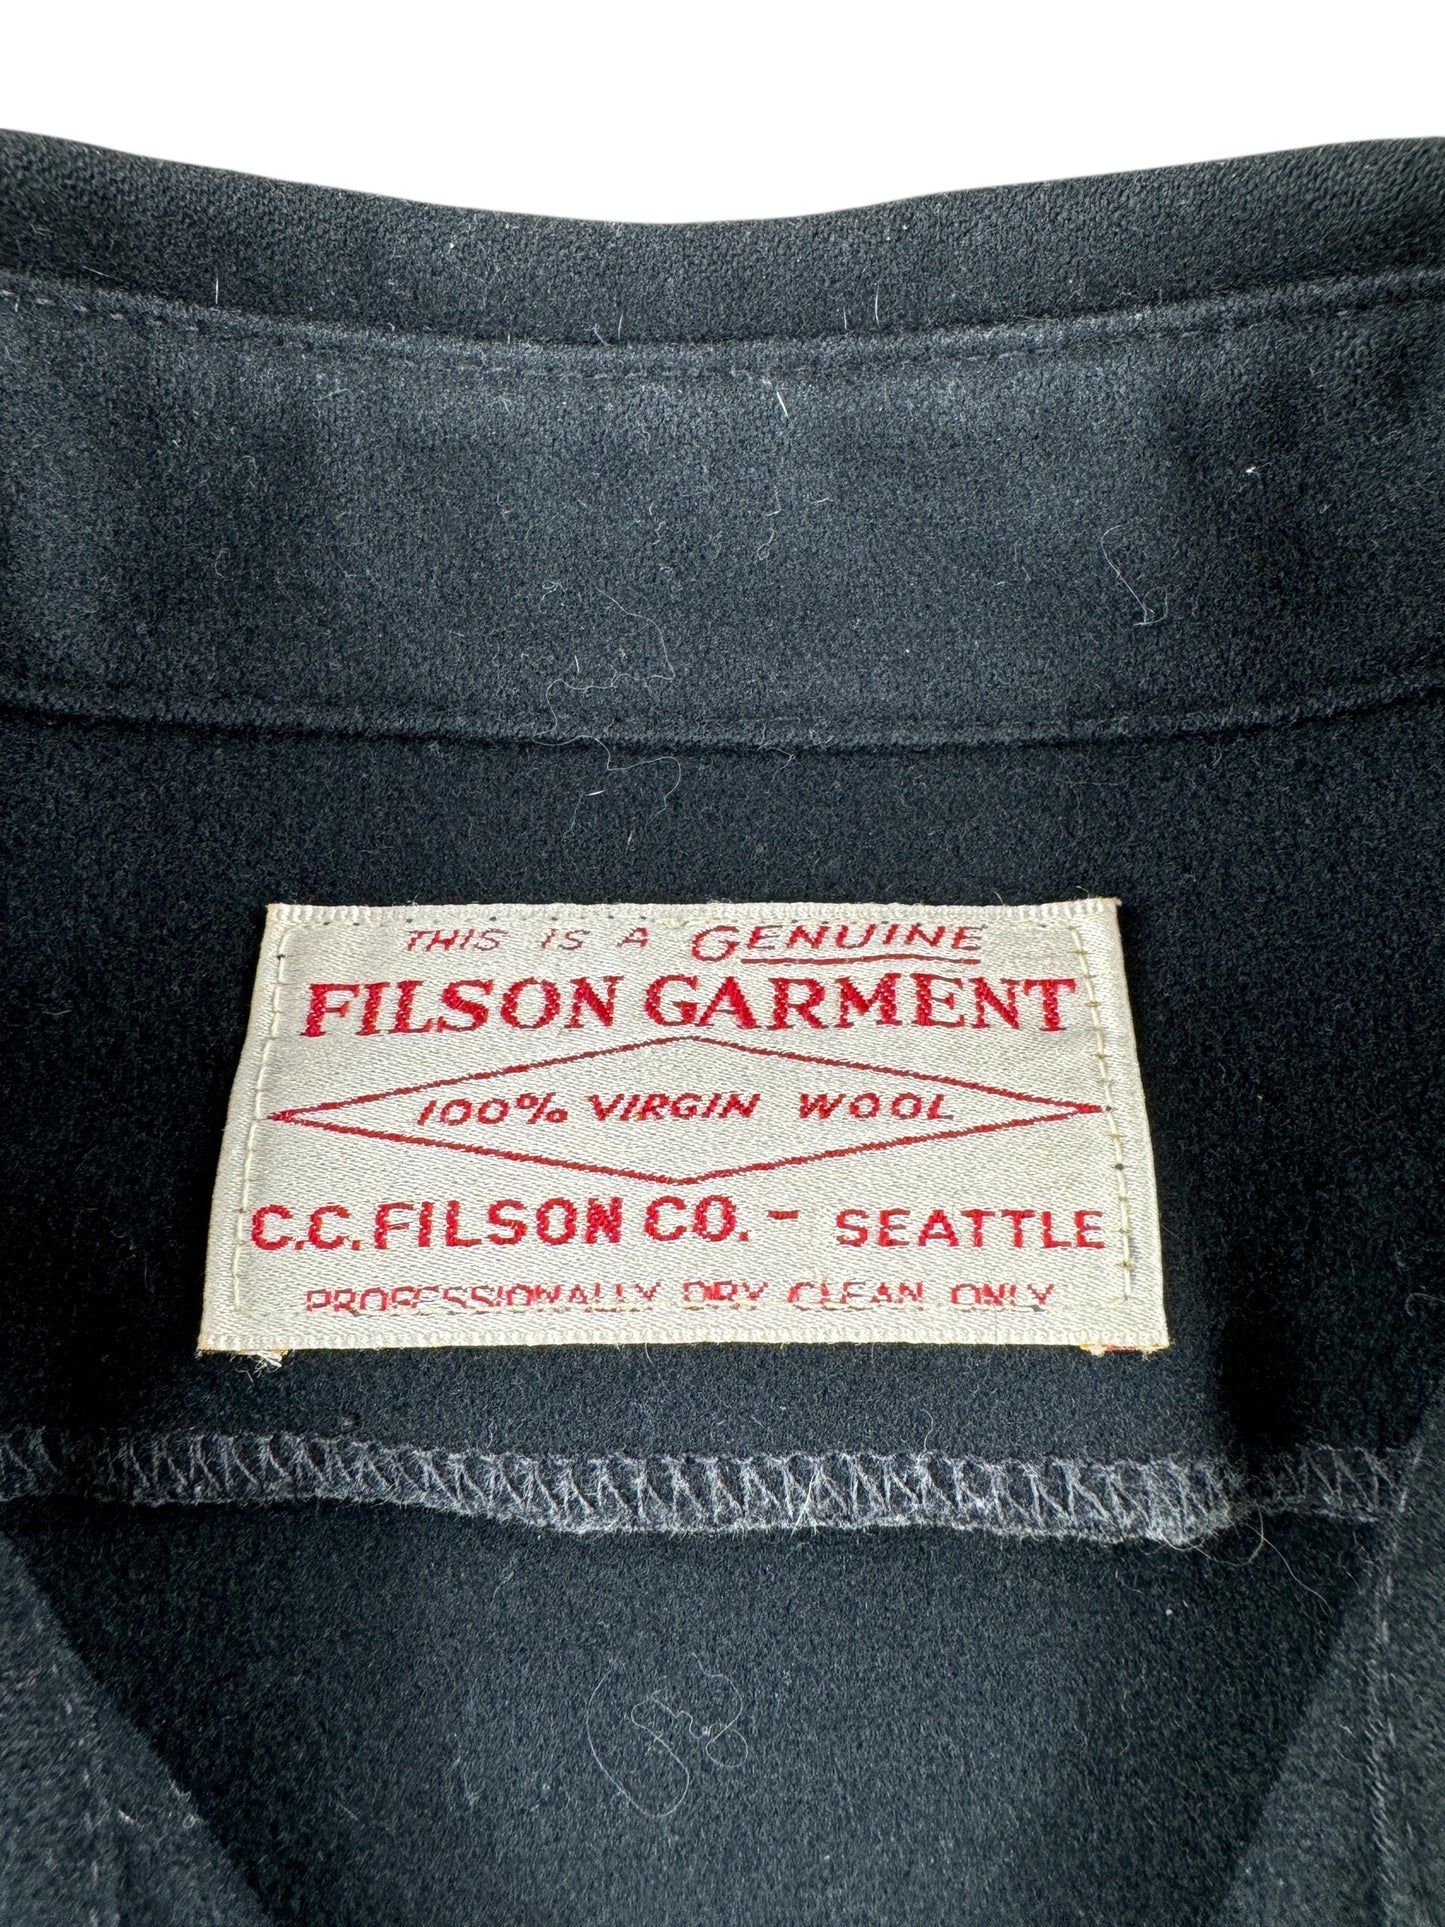 THIS IS A GENUINE
FILSON GARMENT
100% VIRGIN WOOL
C.C. FILSON CO. - SEATTLE
PROFESSIONALLY DRY CLEAN ONLY